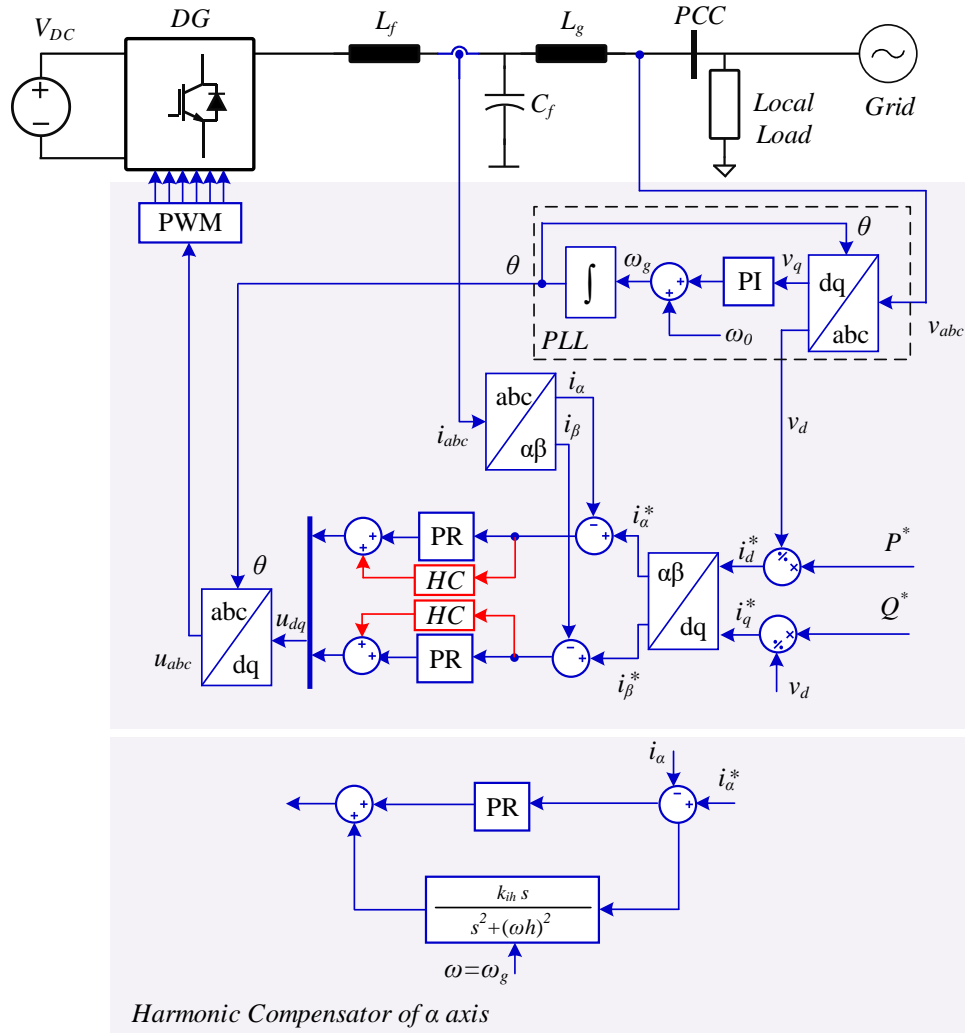 DG
L_f
L_g
PCC
V_DC
+
−
C_f
Local
Load
Grid
PWM
θ
θ
ω_g
v_q
∫
PI
dq
abc
+
+
ω_0
PLL
v_abc
abc
αβ
i_α
i_β
i_abc
v_d
PR
i_α^*
P^*
+
+
−
+
i_d^*
%
×
HC
αβ
dq
θ
HC
i_q^*
Q^*
abc
dq
u_dq
u_abc
+
+
PR
−
+
i_β^*
%
×
v_d
i_α
i_α^*
−
+
PR
+
+
k_ih s
s^2+(ωh)^2
ω=ω_g
Harmonic Compensator of α axis